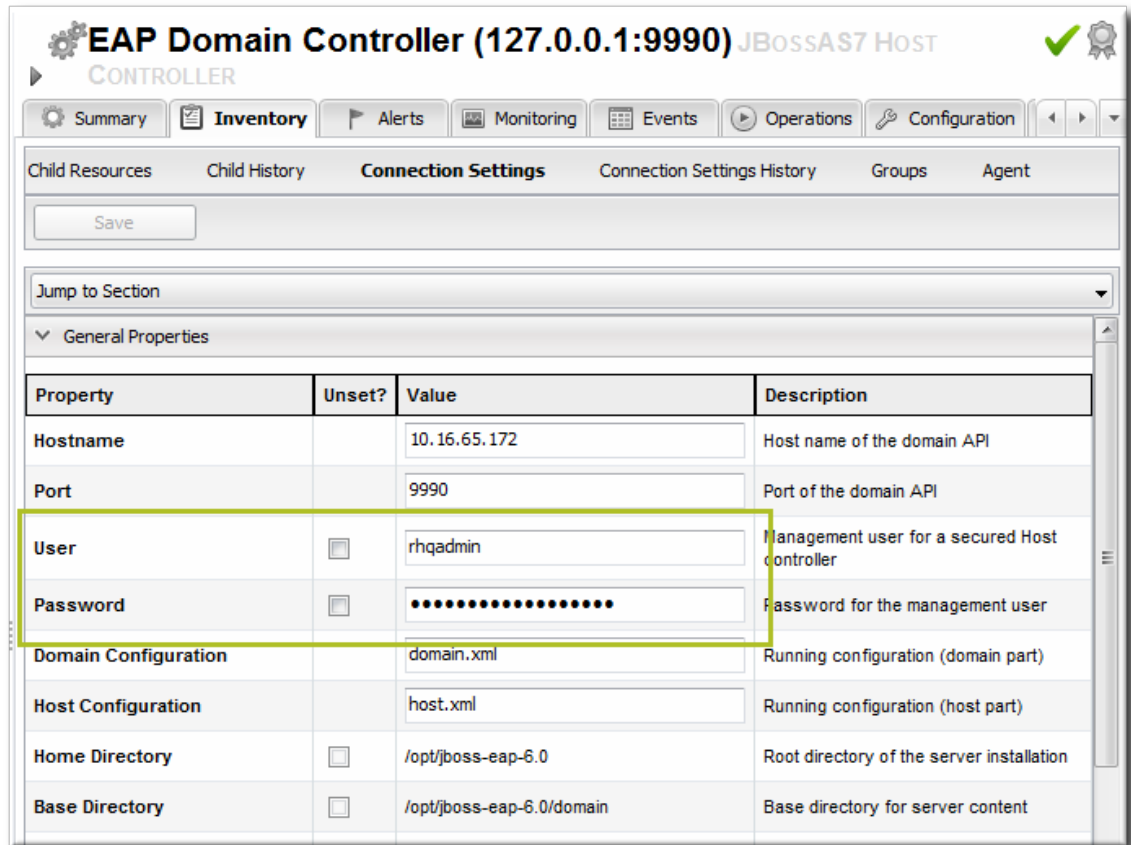 EAP Domain Controller (127.0.0.1:9990) JBOSSAS7 HOST
CONTROLLER
Summary Inventory Alerts Monitoring Events Operations Configuration
Child Resources Child History Connection Settings Connection Settings History Groups Agent
Save
Jump to Section
General Properties
Property Unset? Value Description
Hostname 10.16.65.172 Host name of the domain API
Port 9990 Port of the domain API
User rhqadmin Management user for a secured Host
controller
Password •••••••••••••••••• Password for the management user
Domain Configuration domain.xml Running configuration (domain part)
Host Configuration host.xml Running configuration (host part)
Home Directory /opt/jboss-eap-6.0 Root directory of the server installation
Base Directory /opt/jboss-eap-6.0/domain Base directory for server content